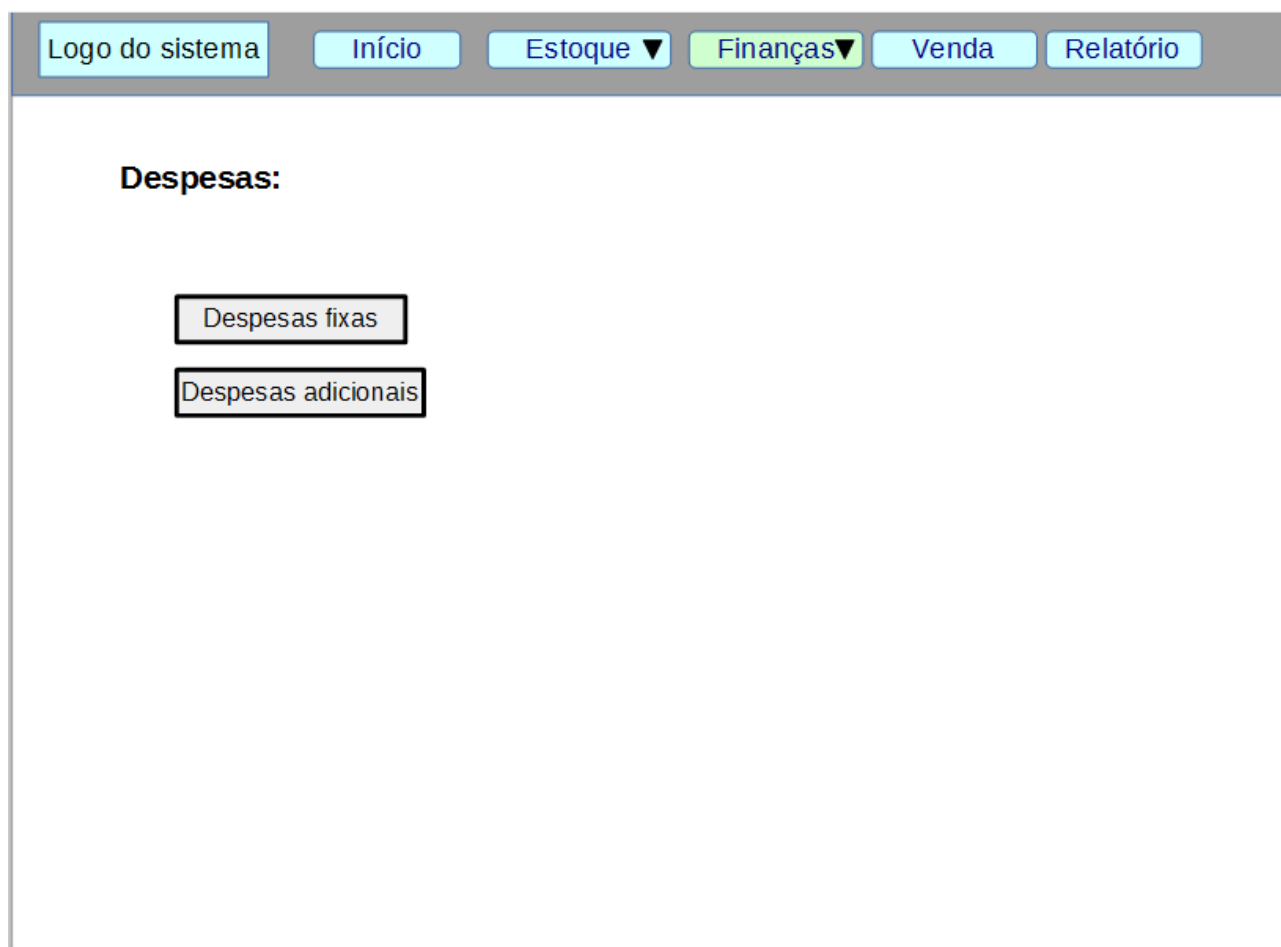 Logo do sistema Início Estoque ▼ Finanças▼ Venda Relatório
Despesas:
Despesas fixas
Despesas adicionais